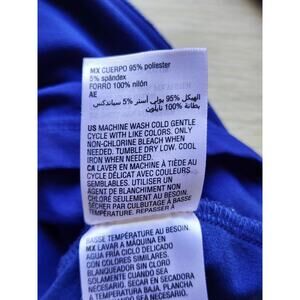 MX CUERPO 95% poliester
5% spándex
FORRO 100% nilón
AE
الهيكل 95% بولي أستر 5% سباندكس
بطانة 100% نايلون
US MACHINE WASH COLD GENTLE
CYCLE WITH LIKE COLORS. ONLY
NON-CHLORINE BLEACH WHEN
NEEDED. TUMBLE DRY LOW. COOL
IRON WHEN NEEDED.
CA LAVER EN MACHINE À TIÈDE AU
CYCLE DÉLICAT AVEC COULEURS
SEMBLABLES. UTILISER UN
AGENT DE BLANCHIMENT NON
CHLORÉ SEULEMENT AU BESOIN.
SÉCHER PAR CULBUTAGE À BASSE
TEMPÉRATURE. REPASSER À
BASSE TEMPÉRATURE AU BESOIN
MX LAVAR A MÁQUINA EN
AGUA FRÍA CICLO DELICADO
CON COLORES SIMILARES.
BLANQUEADOR SIN CLORO
SOLAMENTE CUANDO SEA
NECESARIO. SECAR EN SECADORA
A TEMPERATURA BAJA. PLANCHAR